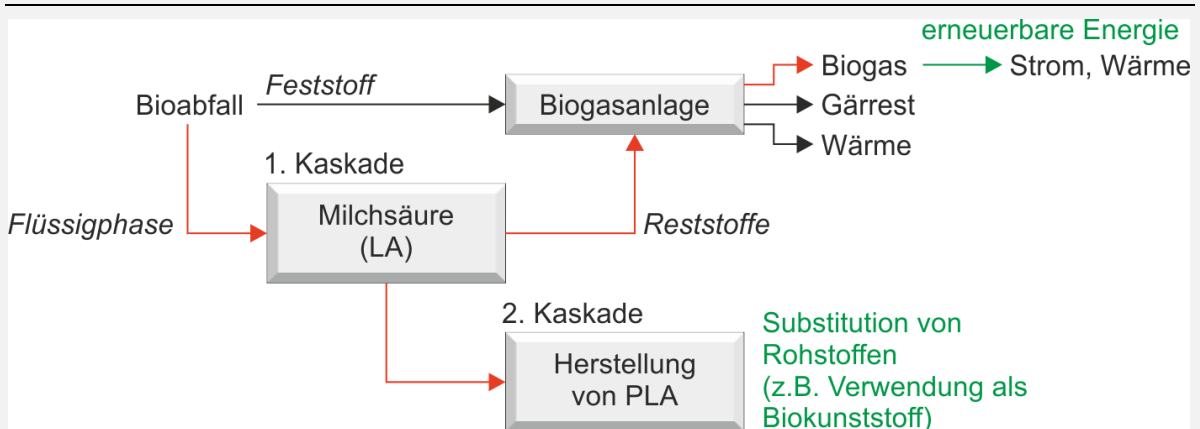 erneuerbare Energie
Bioabfall
Feststoff
Biogasanlage
Biogas
Strom, Wärme
Gärrest
Wärme
1. Kaskade
Flüssigphase
Milchsäure
(LA)
Reststoffe
2. Kaskade
Herstellung
von PLA
Substitution von
Rohstoffen
(z.B. Verwendung als
Biokunststoff)